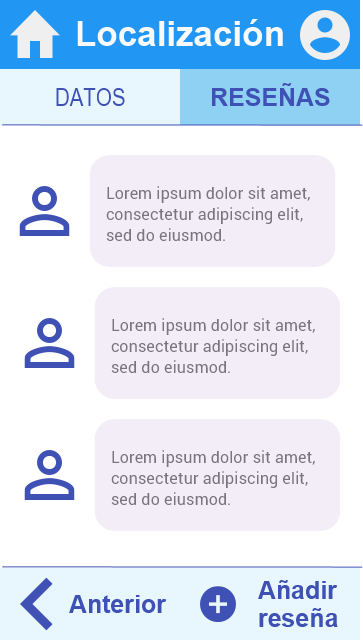 Localización
DATOS
RESEÑAS
Lorem ipsum dolor sit amet,
consectetur adipiscing elit,
sed do eiusmod.
Lorem ipsum dolor sit amet,
consectetur adipiscing elit,
sed do eiusmod.
Lorem ipsum dolor sit amet,
consectetur adipiscing elit,
sed do eiusmod.
Anterior
Añadir
reseña